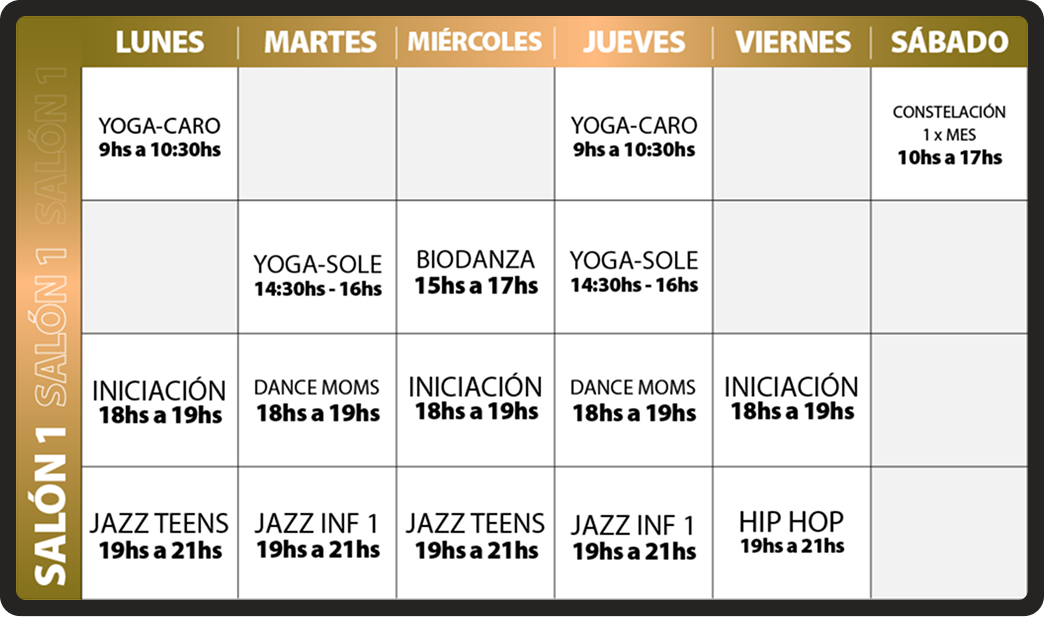 LUNES MARTES MIÉRCOLES JUEVES VIERNES SÁBADO
SALÓN 1 SALÓN 1 SALÓN 1
YOGA-CARO
9hs a 10:30hs
YOGA-CARO
9hs a 10:30hs
CONSTELACIÓN
1 x MES
10hs a 17hs
YOGA-SOLE
14:30hs - 16hs
BIODANZA
15hs a 17hs
YOGA-SOLE
14:30hs - 16hs
INICIACIÓN
18hs a 19hs
DANCE MOMS
18hs a 19hs
INICIACIÓN
18hs a 19hs
DANCE MOMS
18hs a 19hs
INICIACIÓN
18hs a 19hs
JAZZ TEENS
19hs a 21hs
JAZZ INF 1
19hs a 21hs
JAZZ TEENS
19hs a 21hs
JAZZ INF 1
19hs a 21hs
HIP HOP
19hs a 21hs